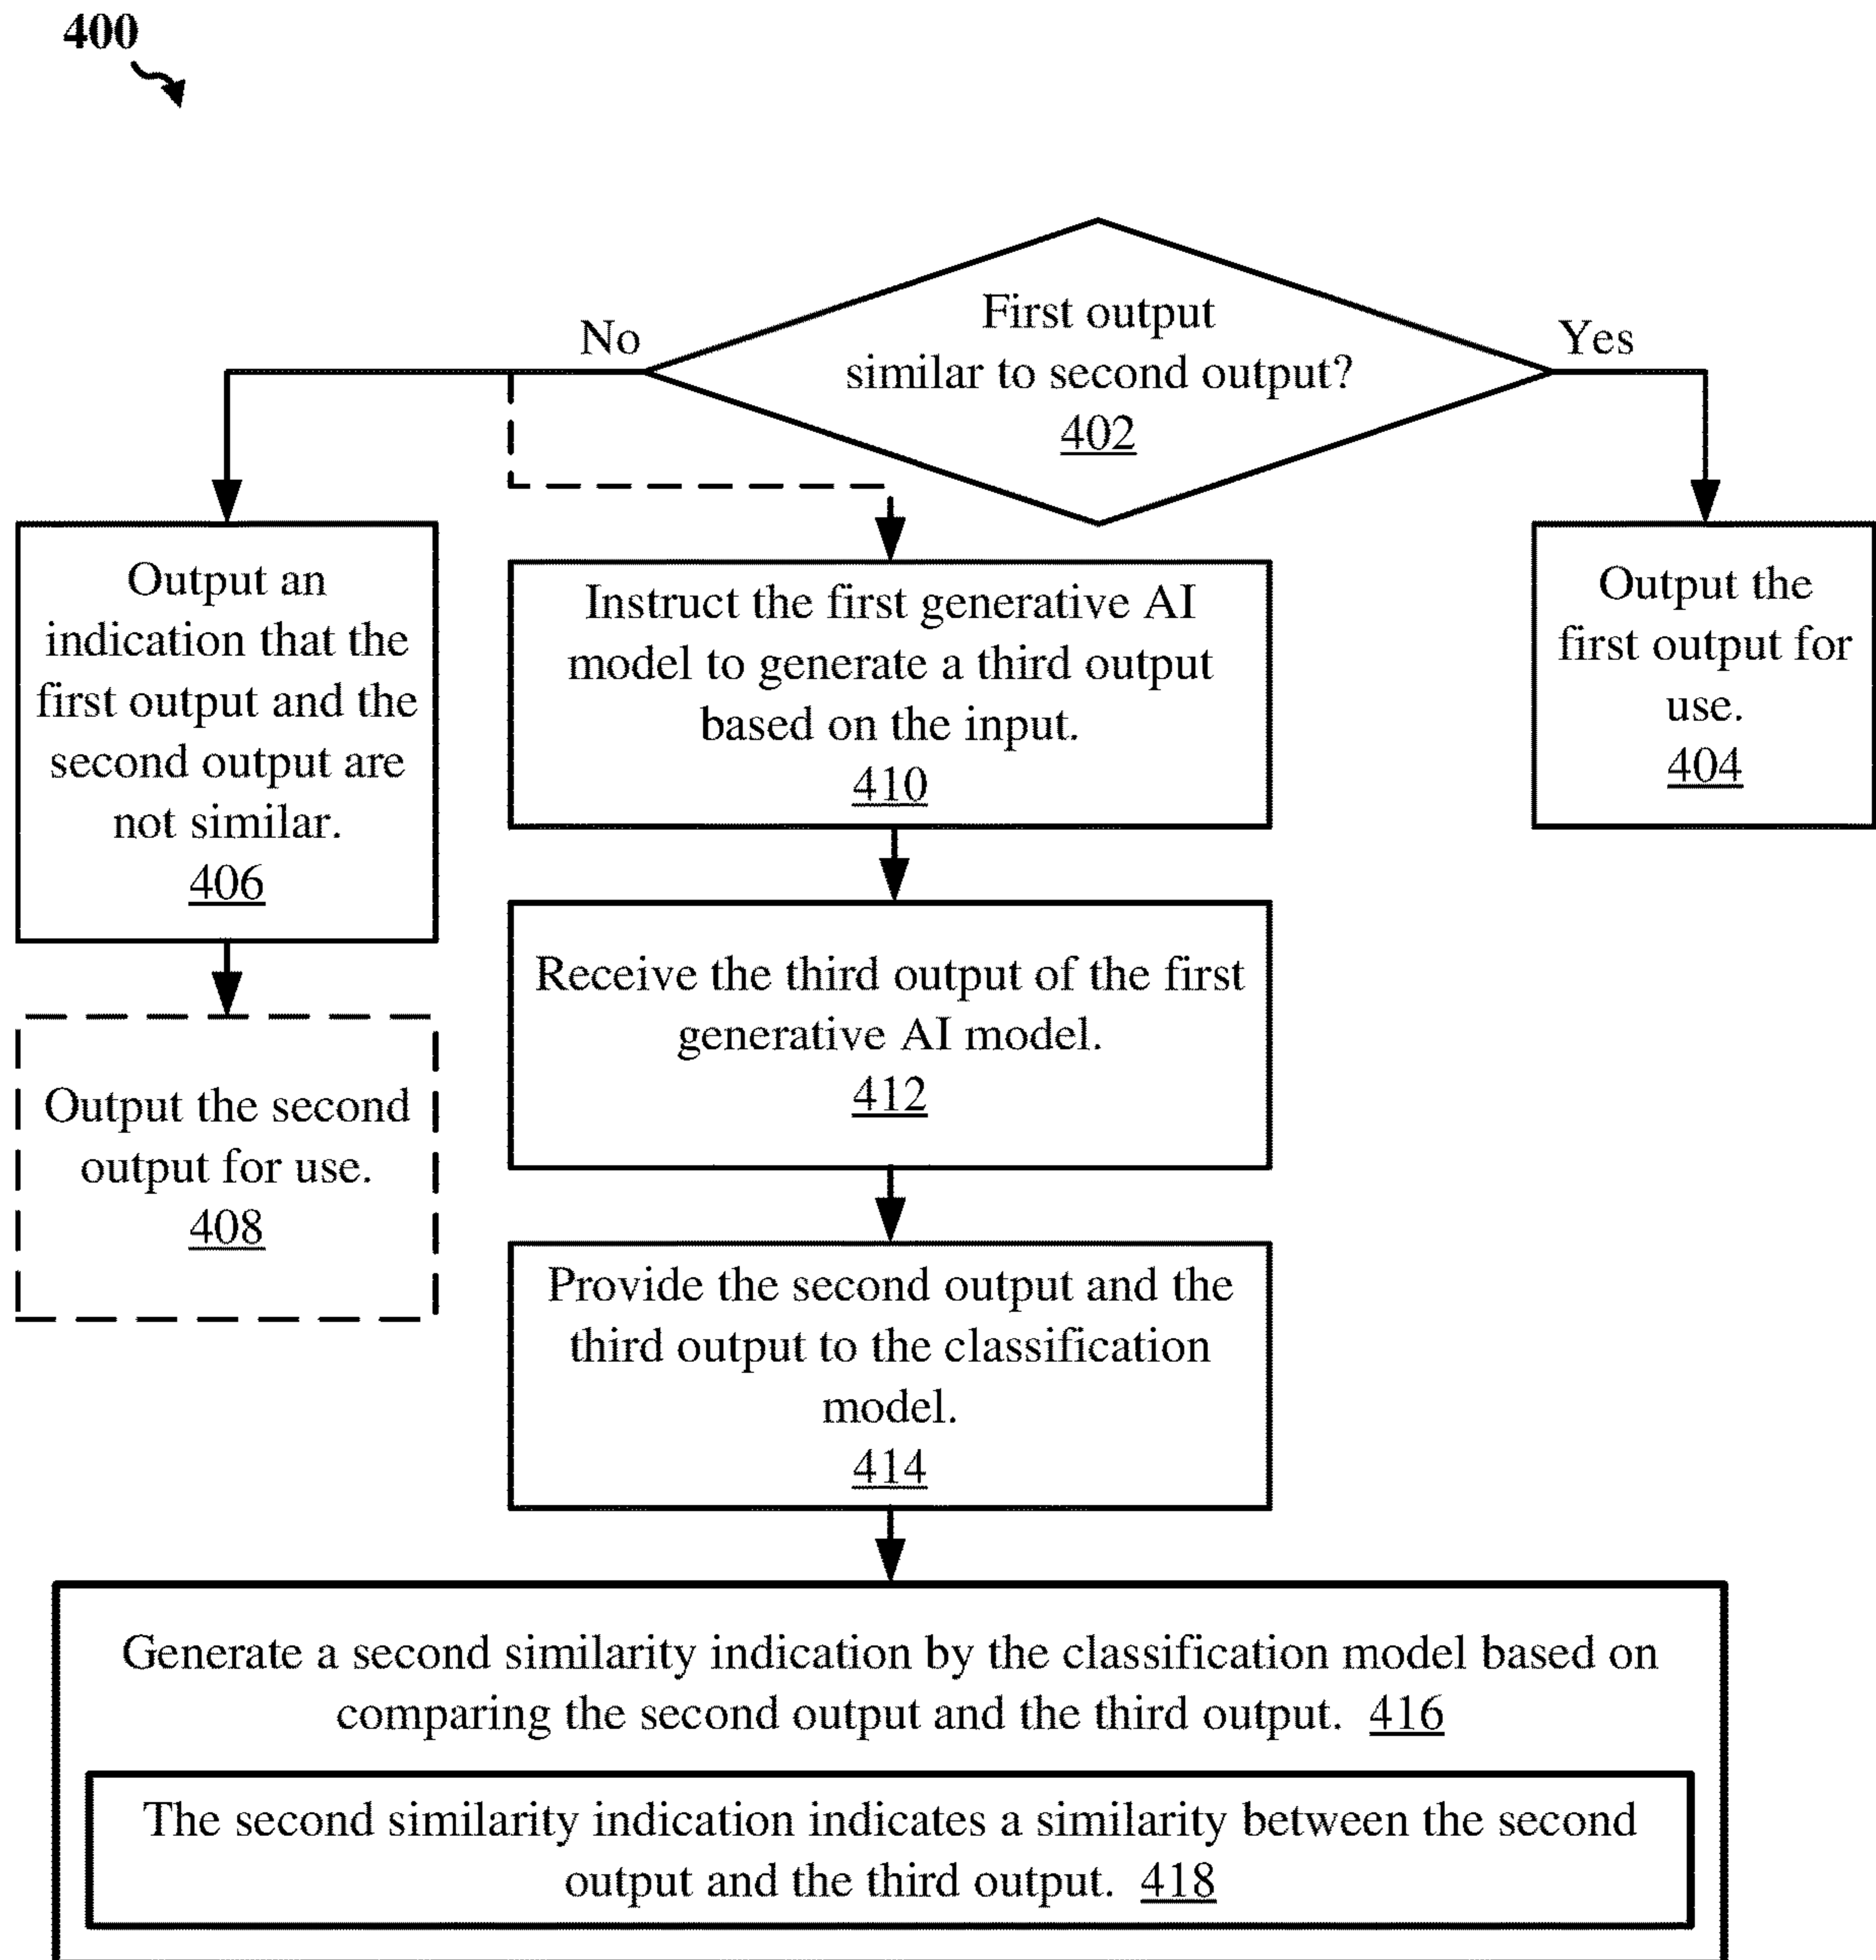 400
First output
similar to second output?
402
No
Yes
Output an
indication that the
first output and the
second output are
not similar.
406
Instruct the first generative AI
model to generate a third output
based on the input.
410
Output the
first output for
use.
404
Receive the third output of the first
generative AI model.
412
Output the second
output for use.
408
Provide the second output and the
third output to the classification
model.
414
Generate a second similarity indication by the classification model based on
comparing the second output and the third output. 416
The second similarity indication indicates a similarity between the second
output and the third output. 418